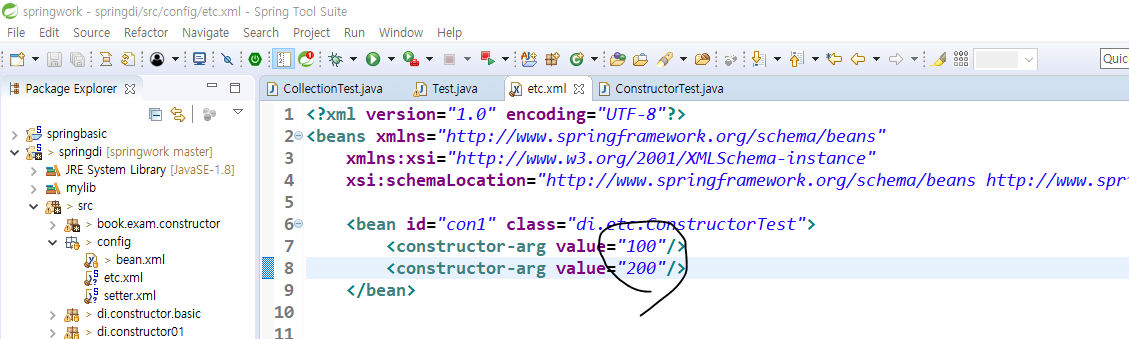 springwork - springdi/src/config/etc.xml - Spring Tool Suite
File Edit Source Refactor Navigate Search Project Run Window Help
Quic
Package Explorer
CollectionTest.java Test.java etc.xml ConstructorTest.java
> springbasic
> springdi [springwork master]
JRE System Library [JavaSE-1.8]
mylib
> src
> book.exam.constructor
> config
> bean.xml
etc.xml
setter.xml
> di.constructor.basic
> di.constructor01
1 <?xml version="1.0" encoding="UTF-8"?>
2 <beans xmlns="http://www.springframework.org/schema/beans"
3 xmlns:xsi="http://www.w3.org/2001/XMLSchema-instance"
4 xsi:schemaLocation="http://www.springframework.org/schema/beans http://www.spr
5
6 <bean id="con1" class="di.etc.ConstructorTest">
7 <constructor-arg value="100"/>
8 <constructor-arg value="200"/>
9 </bean>
10
11